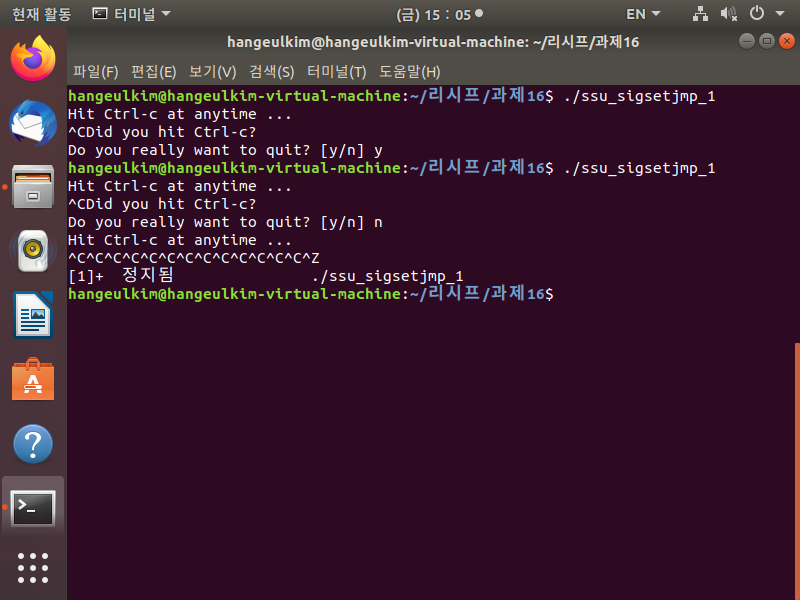 현재 활동 터미널 (금) 15 : 05 EN
hangeulkim@hangeulkim-virtual-machine: ~/리시프/과제16
파일(F) 편집(E) 보기(V) 검색(S) 터미널(T) 도움말(H)
hangeulkim@hangeulkim-virtual-machine:~/리시프/과제16$ ./ssu_sigsetjmp_1
Hit Ctrl-c at anytime ...
^CDid you hit Ctrl-c?
Do you really want to quit? [y/n] y
hangeulkim@hangeulkim-virtual-machine:~/리시프/과제16$ ./ssu_sigsetjmp_1
Hit Ctrl-c at anytime ...
^CDid you hit Ctrl-c?
Do you really want to quit? [y/n] n
Hit Ctrl-c at anytime ...
^C^C^C^C^C^C^C^C^C^C^C^C^C^Z
[1]+  정지됨               ./ssu_sigsetjmp_1
hangeulkim@hangeulkim-virtual-machine:~/리시프/과제16$